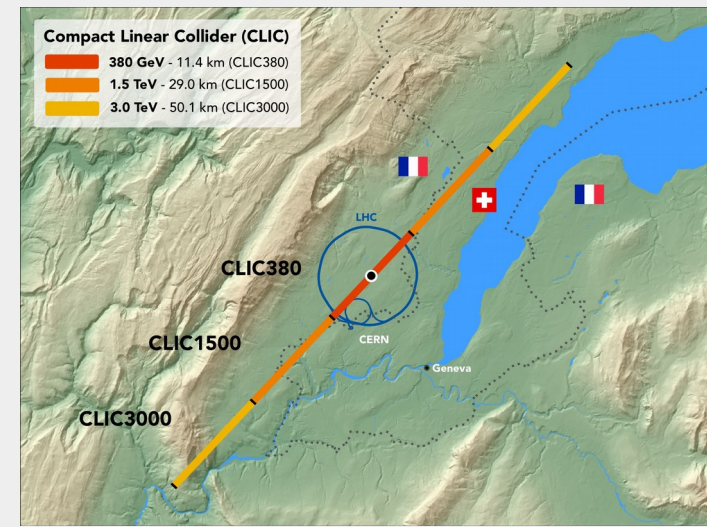 Compact Linear Collider (CLIC)
380 GeV - 11.4 km (CLIC380)
1.5 TeV - 29.0 km (CLIC1500)
3.0 TeV - 50.1 km (CLIC3000)
LHC
CLIC380
CLIC1500
CERN
Geneva
CLIC3000